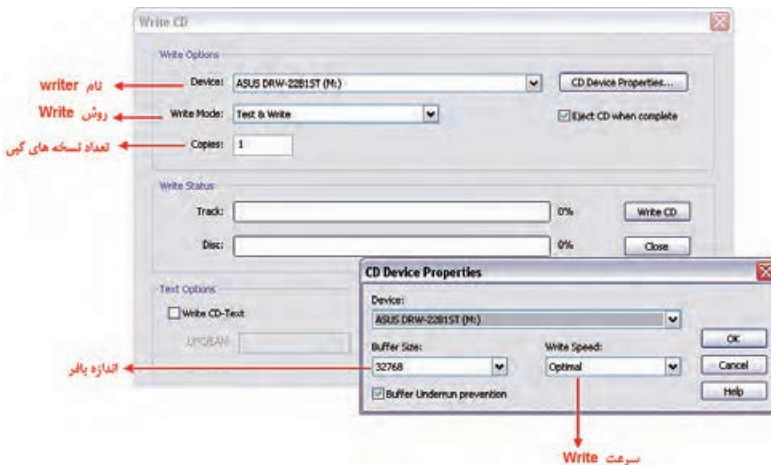 Write CD
Write Options
نام writer
Device: ASUS DRW-22B1ST (M:) CD Device Properties...
روش Write
Write Mode: Test & Write Eject CD when complete
تعداد نسخه های کپی
Copies: 1
Write Status
Track: 0% Write CD
Disc: 0% Close
Text Options
Write CD-Text
UPC/EAN:
CD Device Properties
Device:
ASUS DRW-22B1ST (M:)
OK
Buffer Size: Write Speed:
اندازه بافر
32768 Optimal Cancel
Buffer Underrun prevention Help
سرعت Write